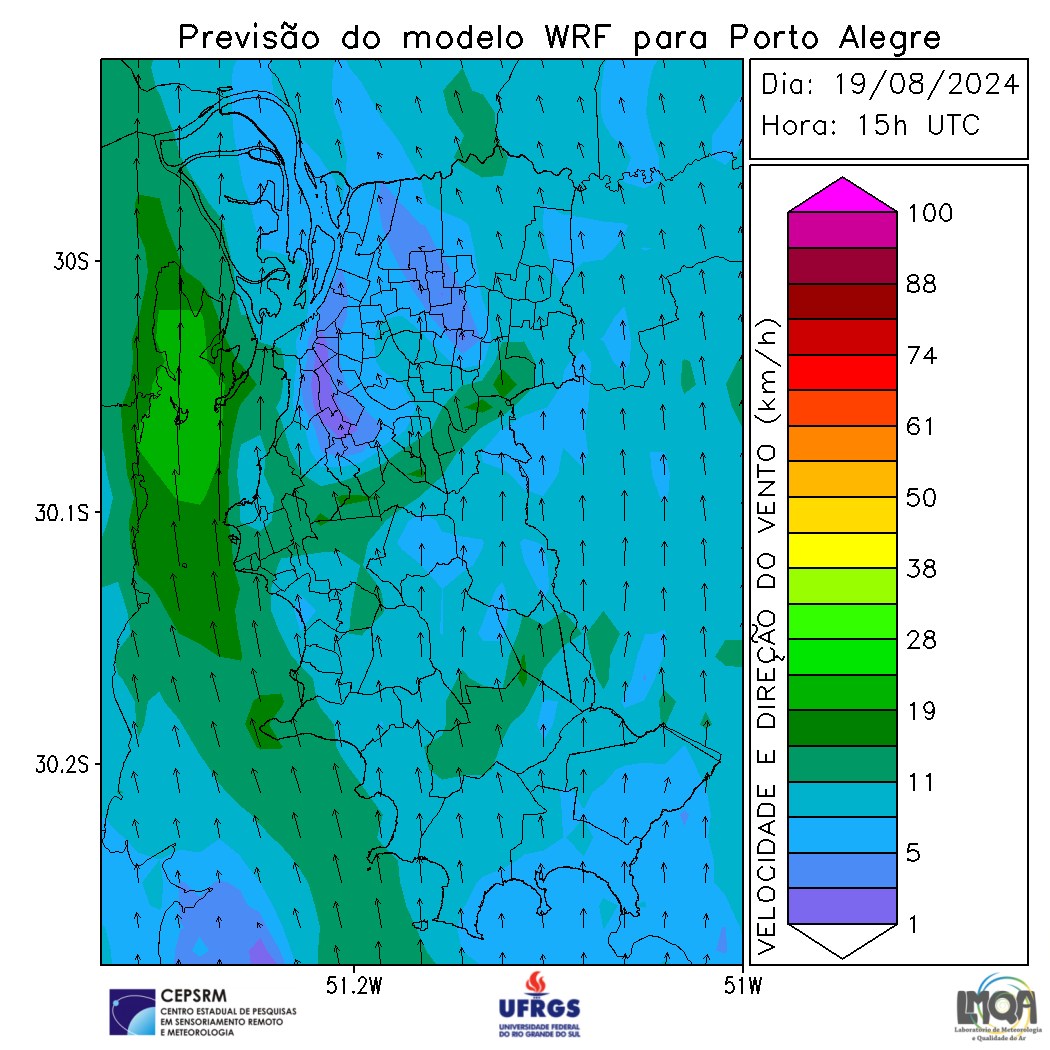 Previsão do modelo WRF para Porto Alegre
Dia: 19/08/2024
Hora: 15h UTC
30S
30.1S
30.2S
51.2W
51W
VELOCIDADE E DIREÇÃO DO VENTO (km/h)
100
88
74
61
50
38
28
19
11
5
1
CEPSRM
CENTRO ESTADUAL DE PESQUISAS
EM SENSORIAMENTO REMOTO
E METEOROLOGIA
UFRGS
UNIVERSIDADE FEDERAL
DO RIO GRANDE DO SUL
LMQA
Laboratório de Meteorologia
e Qualidade do Ar